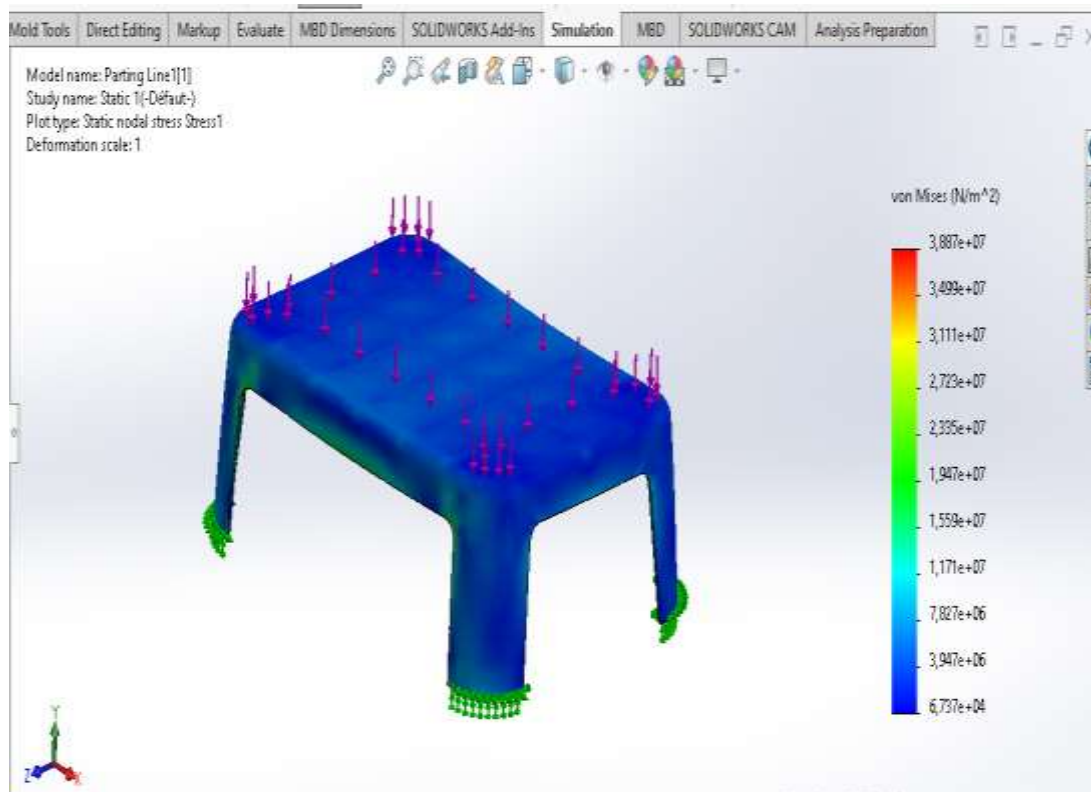 Mold Tools Direct Editing Markup Evaluate MBD Dimensions SOLIDWORKS Add-Ins Simulation MBD SOLIDWORKS CAM Analysis Preparation
Model name: Parting Line1[1]
Study name: Static 1(-Défaut-)
Plot type: Static nodal stress Stress1
Deformation scale: 1
von Mises (N/m^2)
3,887e+07
3,499e+07
3,111e+07
2,723e+07
2,335e+07
1,947e+07
1,559e+07
1,171e+07
7,827e+06
3,947e+06
6,737e+04
Y
Z
X